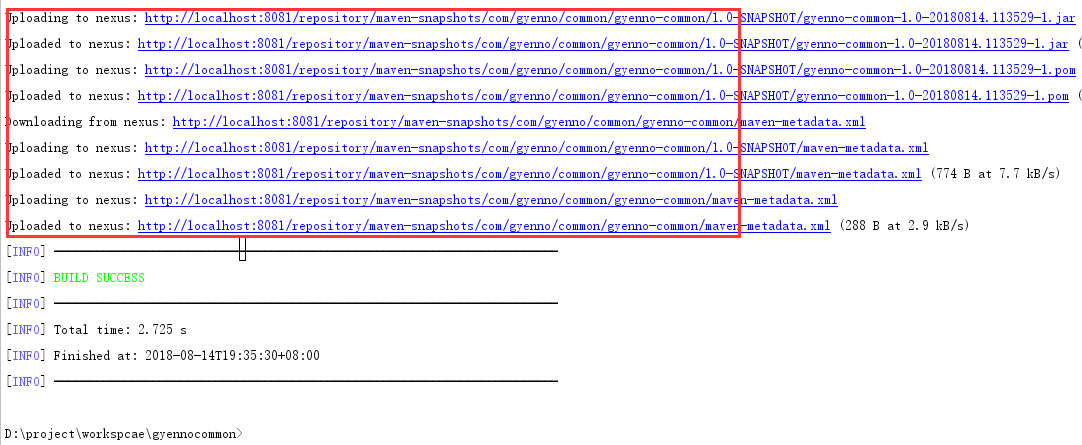 Uploading to nexus: http://localhost:8081/repository/maven-snapshots/com/gyenno/common/gyenno-common/1.0-SNAPSHOT/gyenno-common-1.0-20180814.113529-1.jar
Uploaded to nexus: http://localhost:8081/repository/maven-snapshots/com/gyenno/common/gyenno-common/1.0-SNAPSHOT/gyenno-common-1.0-20180814.113529-1.jar (
Uploading to nexus: http://localhost:8081/repository/maven-snapshots/com/gyenno/common/gyenno-common/1.0-SNAPSHOT/gyenno-common-1.0-20180814.113529-1.pom
Uploaded to nexus: http://localhost:8081/repository/maven-snapshots/com/gyenno/common/gyenno-common/1.0-SNAPSHOT/gyenno-common-1.0-20180814.113529-1.pom (
Downloading from nexus: http://localhost:8081/repository/maven-snapshots/com/gyenno/common/gyenno-common/maven-metadata.xml
Uploading to nexus: http://localhost:8081/repository/maven-snapshots/com/gyenno/common/gyenno-common/1.0-SNAPSHOT/maven-metadata.xml
Uploaded to nexus: http://localhost:8081/repository/maven-snapshots/com/gyenno/common/gyenno-common/1.0-SNAPSHOT/maven-metadata.xml (774 B at 7.7 kB/s)
Uploading to nexus: http://localhost:8081/repository/maven-snapshots/com/gyenno/common/gyenno-common/maven-metadata.xml
Uploaded to nexus: http://localhost:8081/repository/maven-snapshots/com/gyenno/common/gyenno-common/maven-metadata.xml (288 B at 2.9 kB/s)
[INFO] ------------------------------------------------------------------------
[INFO] BUILD SUCCESS
[INFO] ------------------------------------------------------------------------
[INFO] Total time: 2.725 s
[INFO] Finished at: 2018-08-14T19:35:30+08:00
[INFO] ------------------------------------------------------------------------
D:\project\workspcae\gyennocommon>